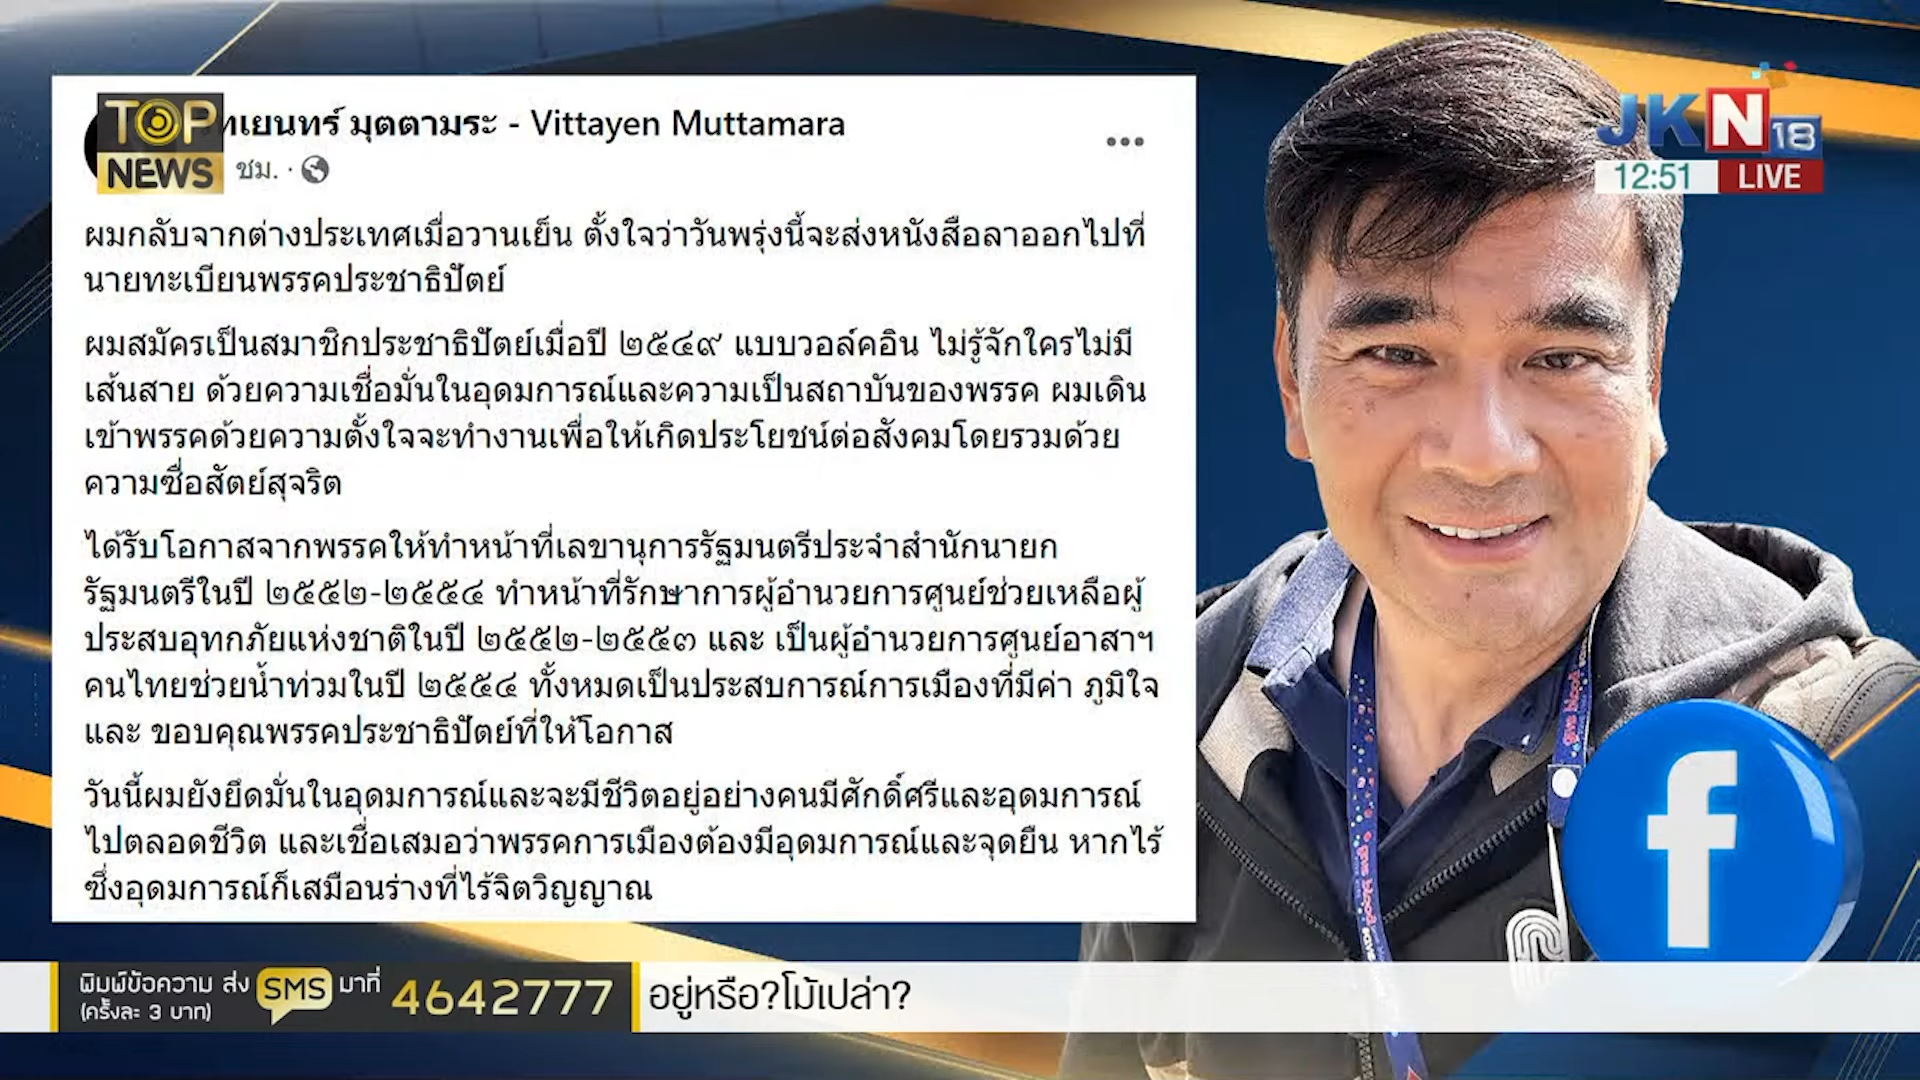 TOP
NEWS
ทเยนทร์ มุตตามระ - Vittayen Muttamara
ชม.
ผมกลับจากต่างประเทศเมื่อวานเย็น ตั้งใจว่าวันพรุ่งนี้จะส่งหนังสือลาออกไปที่
นายทะเบียนพรรคประชาธิปัตย์
ผมสมัครเป็นสมาชิกประชาธิปัตย์เมื่อปี ๒๕๔๙ แบบวอล์คอิน ไม่รู้จักใครไม่มี
เส้นสาย ด้วยความเชื่อมั่นในอุดมการณ์และความเป็นสถาบันของพรรค ผมเดิน
เข้าพรรคด้วยความตั้งใจจะทำงานเพื่อให้เกิดประโยชน์ต่อสังคมโดยรวมด้วย
ความซื่อสัตย์สุจริต
ได้รับโอกาสจากพรรคให้ทำหน้าที่เลขานุการรัฐมนตรีประจำสำนักนายก
รัฐมนตรีในปี ๒๕๕๒-๒๕๕๔ ทำหน้าที่รักษาการผู้อำนวยการศูนย์ช่วยเหลือผู้
ประสบอุทกภัยแห่งชาติในปี ๒๕๕๒-๒๕๕๓ และ เป็นผู้อำนวยการศูนย์อาสาฯ
คนไทยช่วยน้ำท่วมในปี ๒๕๕๔ ทั้งหมดเป็นประสบการณ์การเมืองที่มีค่า ภูมิใจ
และ ขอบคุณพรรคประชาธิปัตย์ที่ให้โอกาส
วันนี้ผมยังยึดมั่นในอุดมการณ์และจะมีชีวิตอยู่อย่างคนมีศักดิ์ศรีและอุดมการณ์
ไปตลอดชีวิต และเชื่อเสมอว่าพรรคการเมืองต้องมีอุดมการณ์และจุดยืน หากไร้
ซึ่งอุดมการณ์ก็เสมือนร่างที่ไร้จิตวิญญาณ
JKN18
12:51 LIVE
give blood
give blood
f
พิมพ์ข้อความ ส่ง SMS มาที่ 4642777
(ครั้งละ 3 บาท)
อยู่หรือ?โม้เปล่า?